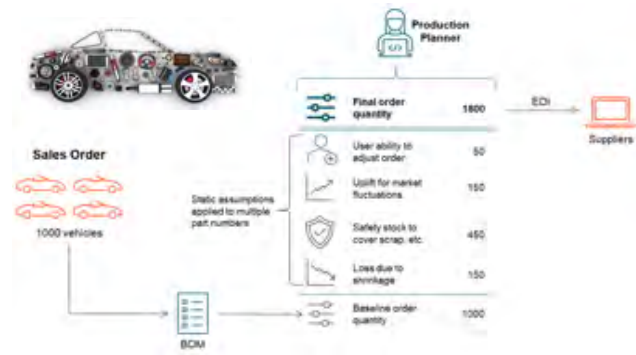 Production
Planner
Final order
quantity
1800
EDI
Suppliers
Sales Order
1000 vehicles
User ability to
adjust order
50
Uplift for market
fluctuations
150
Static assumptions
applied to multiple
part numbers
Safety stock to
cover scrap, etc.
450
Loss due to
shrinkage
150
Baseline order
quantity
1000
BOM